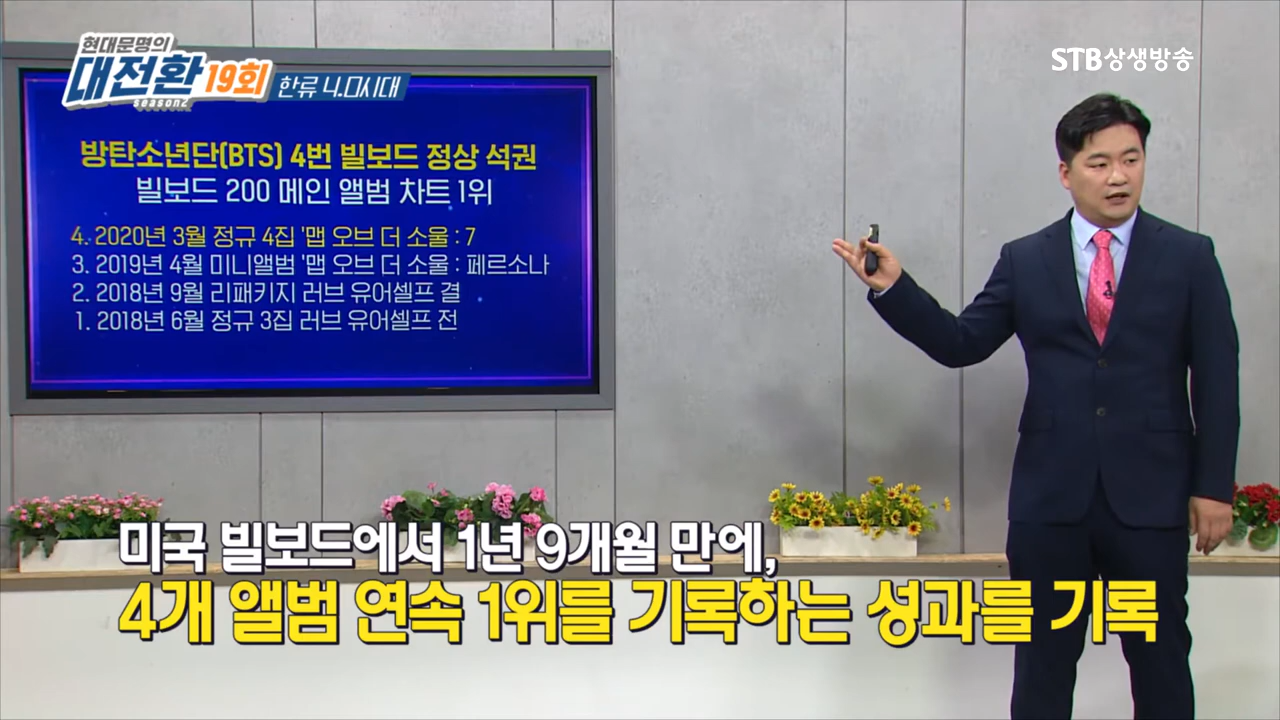 현대문명의
대전환 19회
season2
한류 4.0시대
STB상생방송
방탄소년단(BTS) 4번 빌보드 정상 석권
빌보드 200 메인 앨범 차트 1위
4. 2020년 3월 정규 4집 '맵 오브 더 소울 : 7
3. 2019년 4월 미니앨범 '맵 오브 더 소울 : 페르소나
2. 2018년 9월 리패키지 러브 유어셀프 결
1. 2018년 6월 정규 3집 러브 유어셀프 전
미국 빌보드에서 1년 9개월 만에,
4개 앨범 연속 1위를 기록하는 성과를 기록